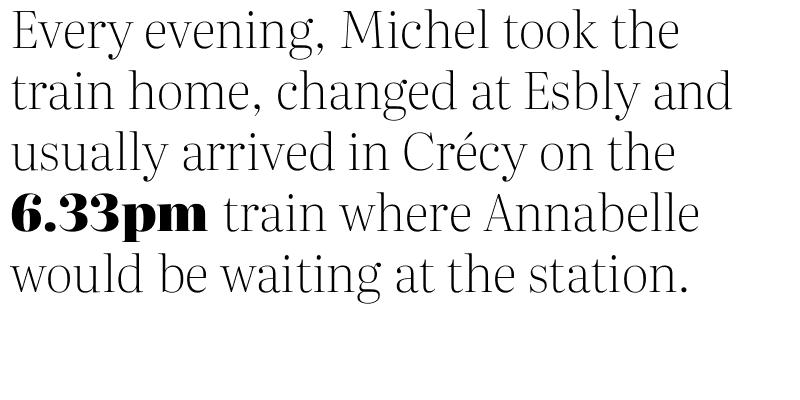 Every evening, Michel took the
train home, changed at Esbly and
usually arrived in Crécy on the
6.33pm train where Annabelle
would be waiting at the station.